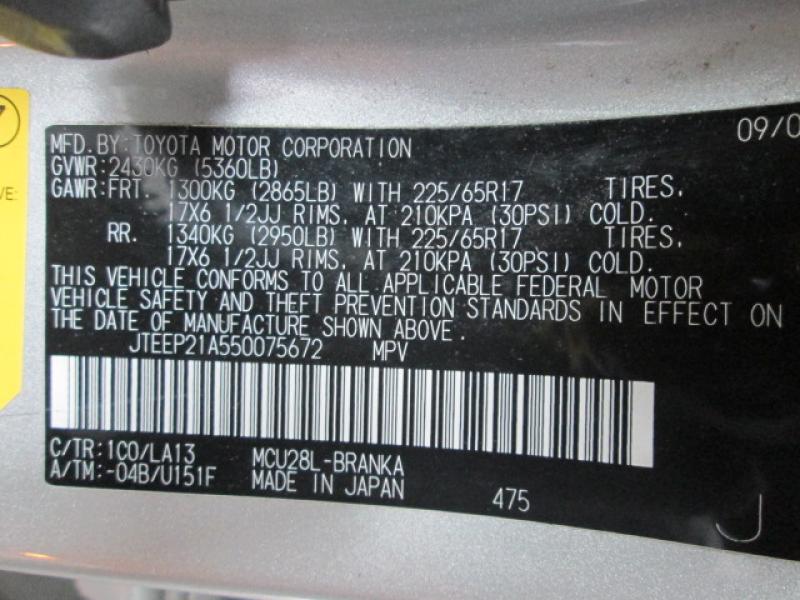 7
09/0
MFD.BY:TOYOTA MOTOR CORPORATION
GVWR:2430KG (5360LB)
GAWR:FRT. 1300KG (2865LB) WITH 225/65R17 TIRES.
17X6 1/2JJ RIMS. AT 210KPA (30PSI) COLD.
RR. 1340KG (2950LB) WITH 225/65R17 TIRES.
17X6 1/2JJ RIMS. AT 210KPA (30PSI) COLD.
THIS VEHICLE CONFORMS TO ALL APPLICABLE FEDERAL MOTOR
VEHICLE SAFETY AND THEFT PREVENTION STANDARDS IN EFFECT ON
THE DATE OF MANUFACTURE SHOWN ABOVE.
JTEEP21A550075672 MPV
C/TR:1C0/LA13 MCU28L-BRANKA
A/TM:-04B/U151F MADE IN JAPAN 475
J